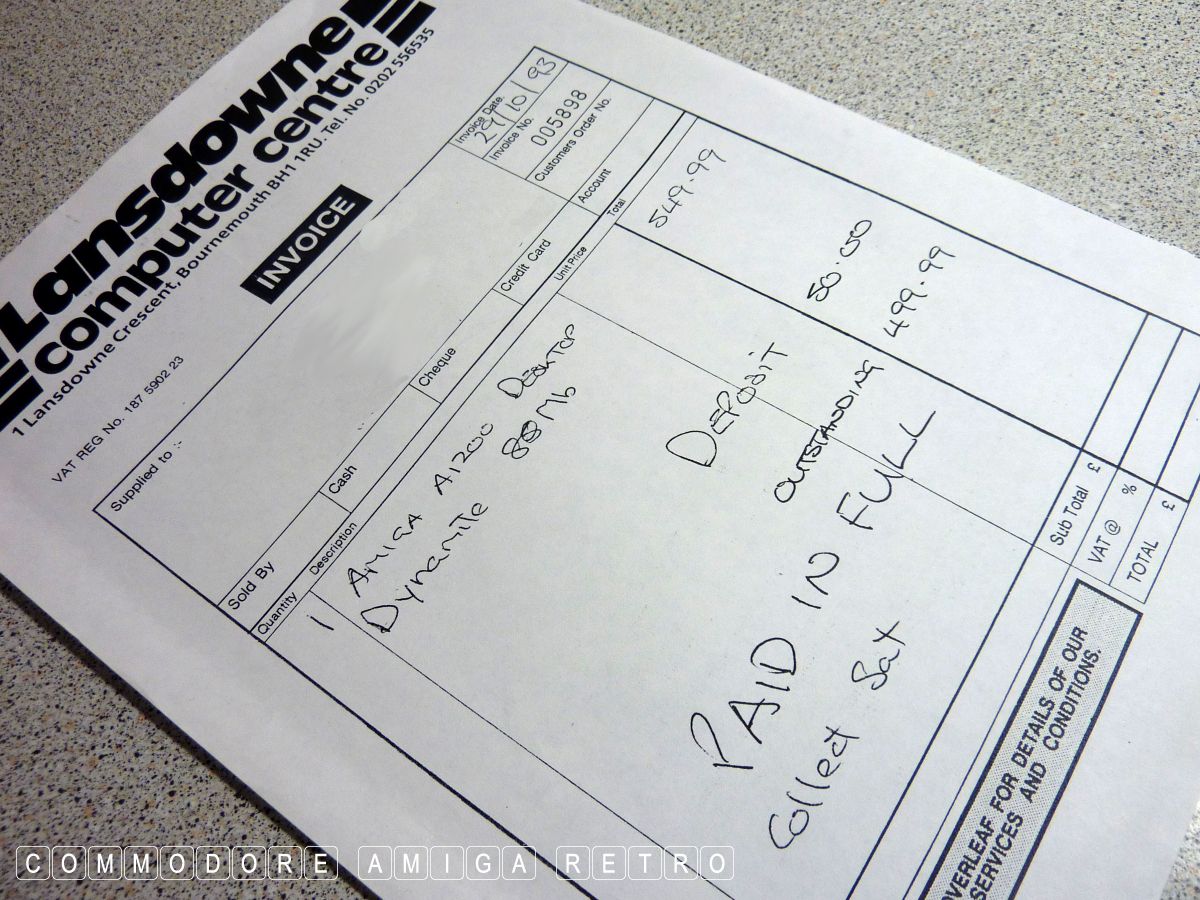 Lansdowne
computer centre
1 Lansdowne Crescent, Bournemouth BH1 1RU. Tel. No. 0202 556535
VAT REG No. 187 5902 23
INVOICE
Supplied to :-
Invoice Date
29/10/93
Invoice No.
005898
Customers Order No.
Sold By Cash Cheque Credit Card Account
Quantity Description Unit Price Total
1 AMIGA A1200 DESKTOP 549.99
Dynamite 88Mb
DEPOSIT 50.00
OUTSTANDING 499.99
PAID IN FULL
Collect Sat
Sub Total £
VAT @ %
TOTAL £
OVERLEAF FOR DETAILS OF OUR
SERVICES AND CONDITIONS.
COMMODORE AMIGA RETRO